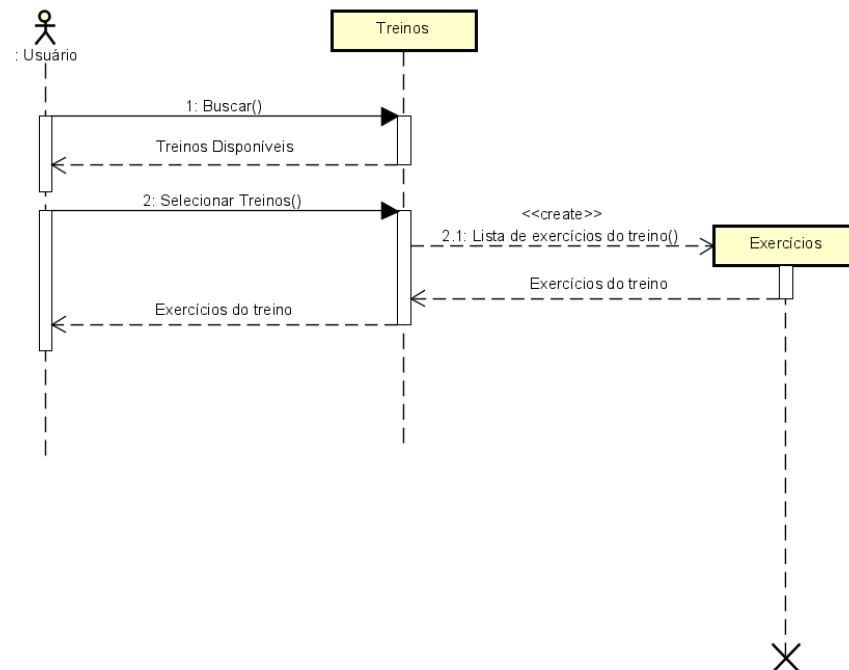 : Usuário
Treinos
1: Buscar()
Treinos Disponíveis
2: Selecionar Treinos()
<<create>>
2.1: Lista de exercícios do treino()
Exercícios
Exercícios do treino
Exercícios do treino